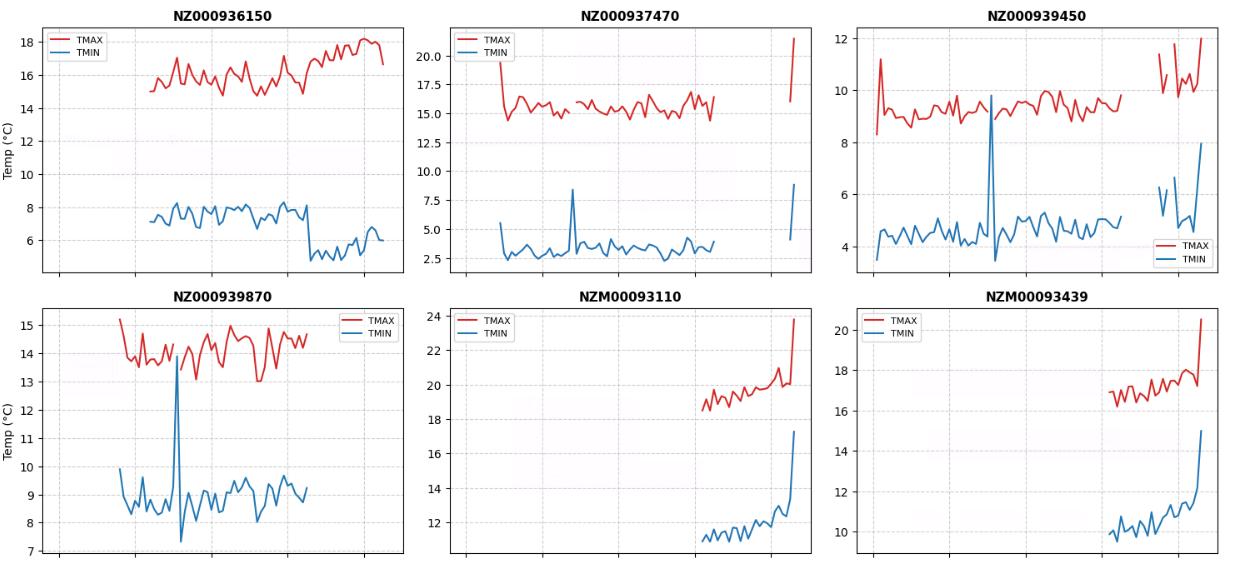 NZ000936150
TMAX
TMIN
18
16
14
12
10
8
6
Temp (°C)
NZ000937470
TMAX
TMIN
20.0
17.5
15.0
12.5
10.0
7.5
5.0
2.5
NZ000939450
12
10
8
6
4
TMAX
TMIN
NZ000939870
TMAX
TMIN
15
14
13
12
11
10
9
8
7
Temp (°C)
NZM00093110
TMAX
TMIN
24
22
20
18
16
14
12
NZM00093439
TMAX
TMIN
20
18
16
14
12
10